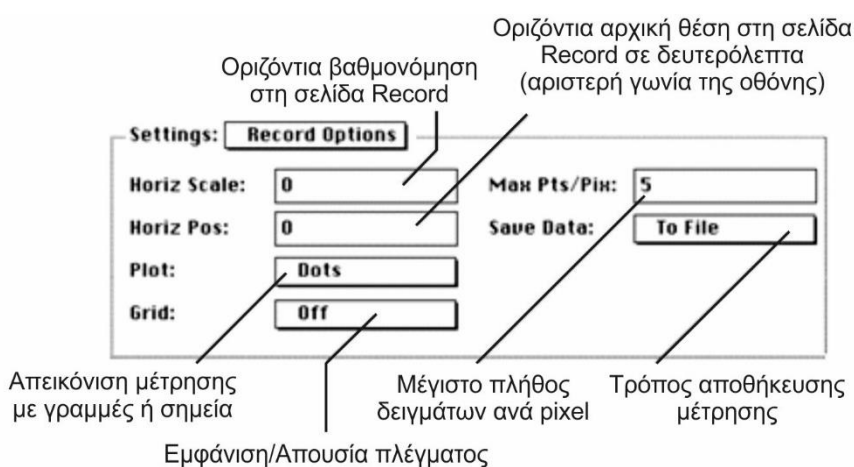 Οριζόντια αρχική θέση στη σελίδα
Record σε δευτερόλεπτα
(αριστερή γωνία της οθόνης)
Οριζόντια βαθμονόμηση
στη σελίδα Record
Settings: Record Options
Horiz Scale: 0
Max Pts/Pix: 5
Horiz Pos: 0
Save Data: To File
Plot: Dots
Grid: Off
Απεικόνιση μέτρησης
με γραμμές ή σημεία
Μέγιστο πλήθος
δειγμάτων ανά pixel
Τρόπος αποθήκευσης
μέτρησης
Εμφάνιση/Απουσία πλέγματος